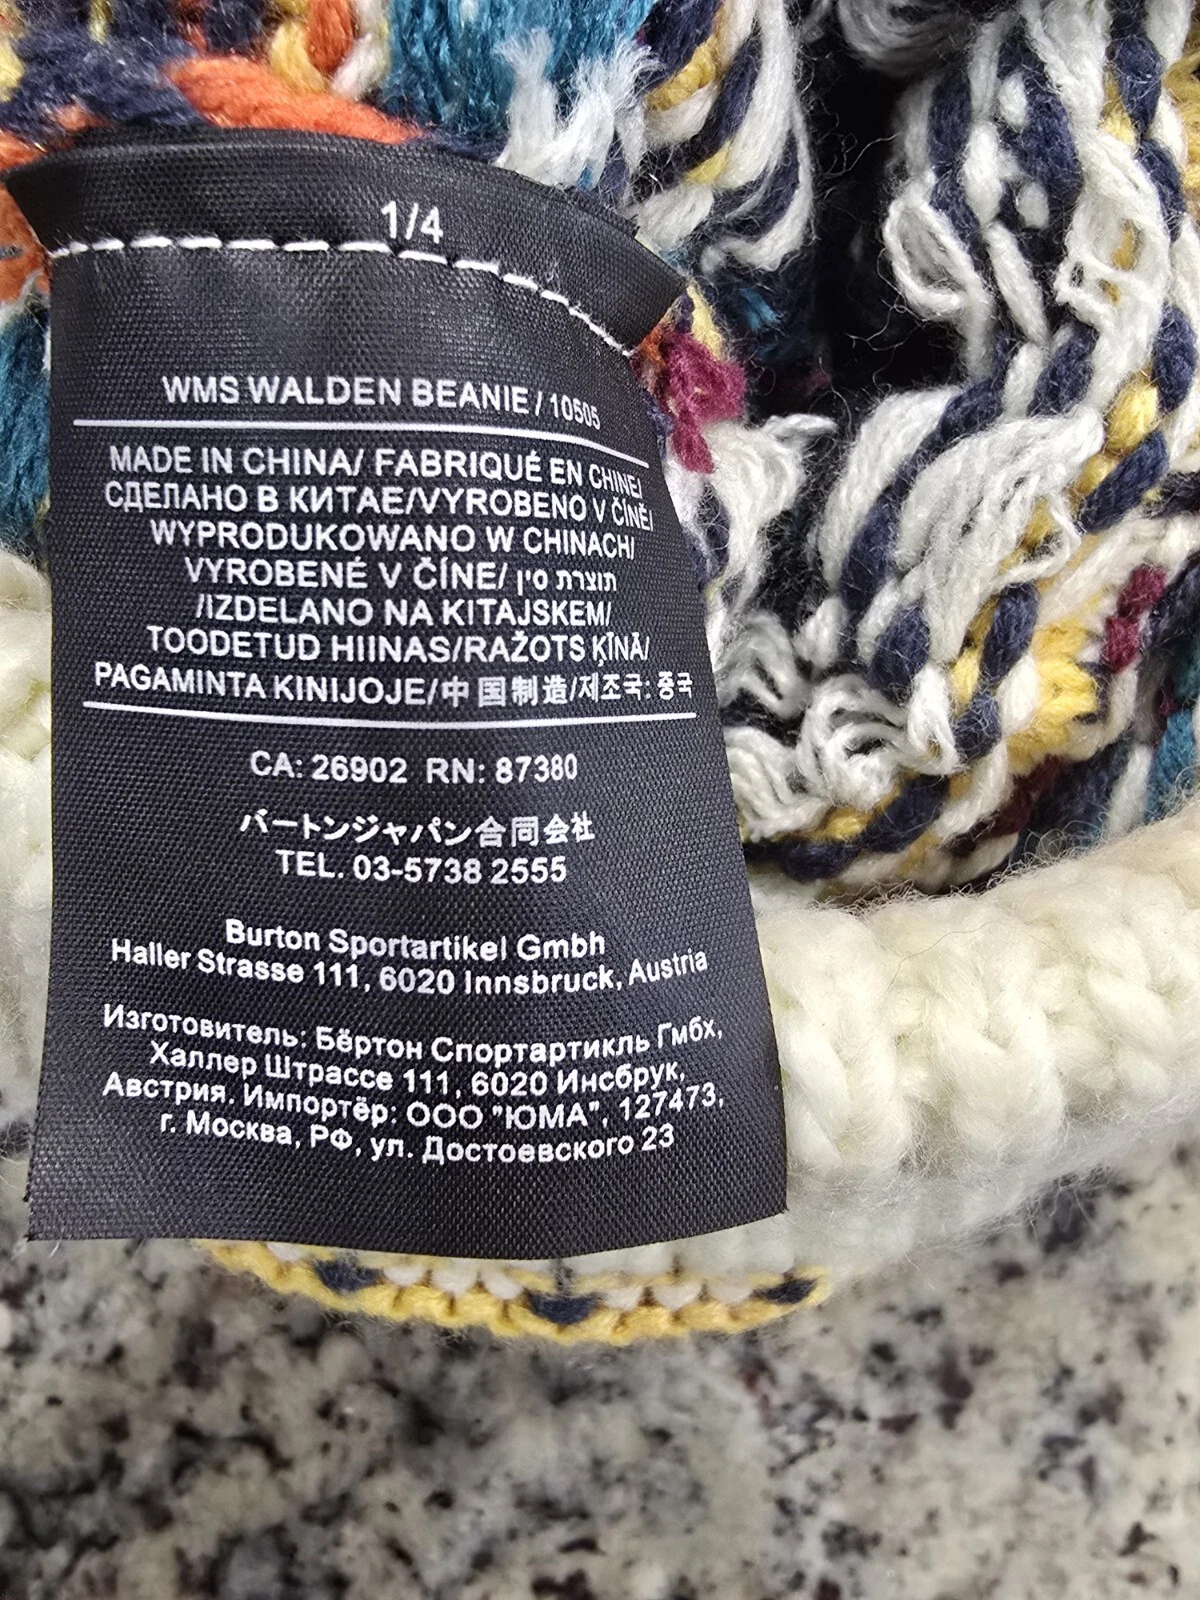 1/4
WMS WALDEN BEANIE / 10505
MADE IN CHINA/ FABRIQUÉ EN CHINE/
СДЕЛАНО В КИТАЕ/VYROBENO V ČÍNĚ/
WYPRODUKOWANO W CHINACH/
VYROBENÉ V ČÍNE/ תוצרת סין
/IZDELANO NA KITAJSKEM/
TOODETUD HIINAS/RAŽOTS ĶĪNĀ/
PAGAMINTA KINIJOJE/中国制造/제조국: 중국
CA: 26902 RN: 87380
バートンジャパン合同会社
TEL. 03-5738 2555
Burton Sportartikel Gmbh
Haller Strasse 111, 6020 Innsbruck, Austria
Изготовитель: Бёртон Спортартикль Гмбх,
Халлер Штрассе 111, 6020 Инсбрук,
Австрия. Импортёр: ООО "ЮМА", 127473,
г. Москва, РФ, ул. Достоевского 23